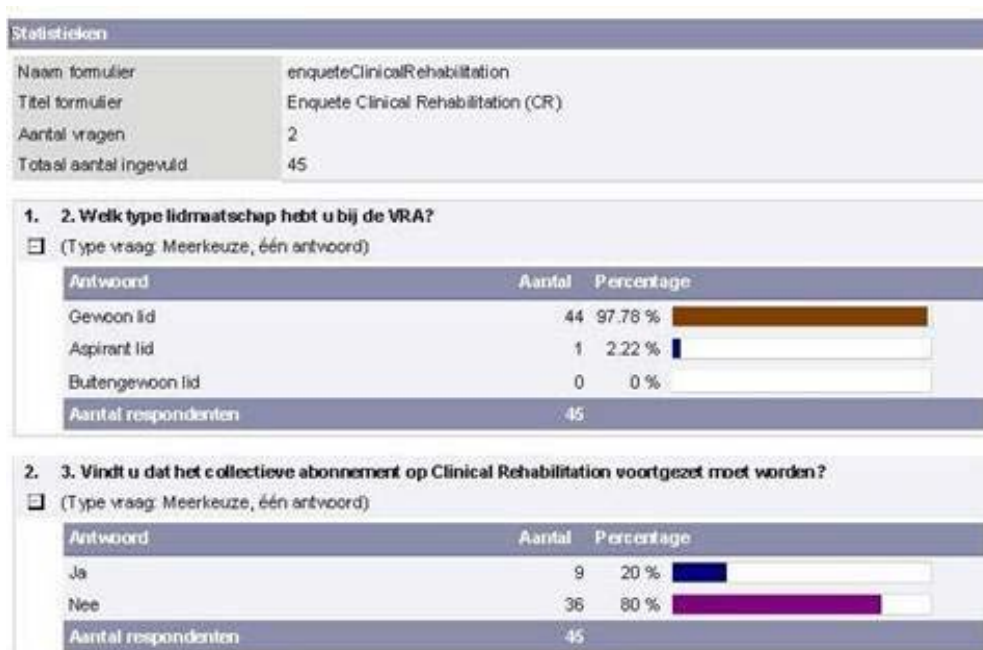 Statistieken
Naam formulier enqueteClinicalRehabilitation
Titel formulier Enquete Clinical Rehabilitation (CR)
Aantal vragen 2
Totaal aantal ingevuld 45
1. 2. Welk type lidmaatschap hebt u bij de VRA?
(Type vraag: Meerkeuze, één antwoord)
Antwoord Aantal Percentage
Gewoon lid 44 97.78 %
Aspirant lid 1 2.22 %
Buitengewoon lid 0 0 %
Aantal respondenten 45
2. 3. Vindt u dat het collectieve abonnement op Clinical Rehabilitation voortgezet moet worden?
(Type vraag: Meerkeuze, één antwoord)
Antwoord Aantal Percentage
Ja 9 20 %
Nee 36 80 %
Aantal respondenten 45